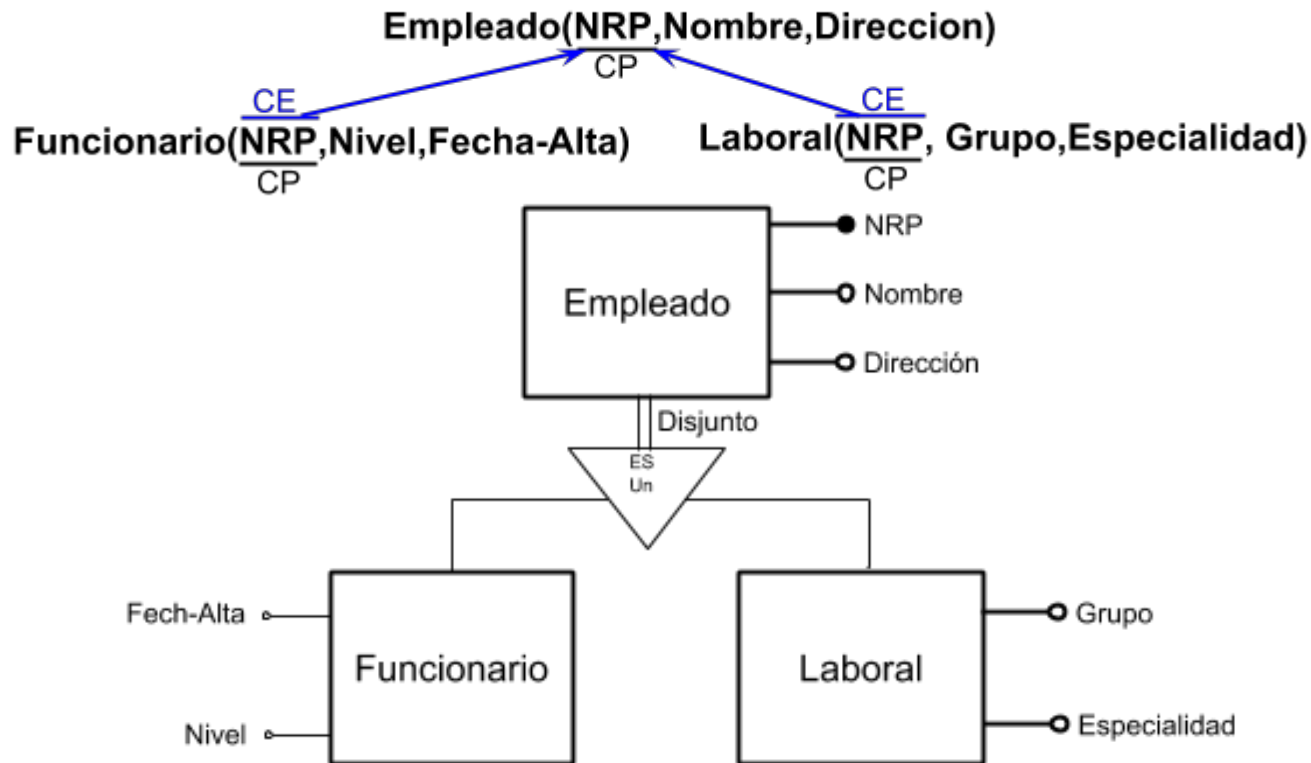 Empleado(NRP,Nombre,Direccion)
CP
CE
CE
Funcionario(NRP,Nivel,Fecha-Alta)
Laboral(NRP, Grupo,Especialidad)
CP
CP
NRP
Empleado
Nombre
Dirección
Disjunto
ES
Un
Fech-Alta
Grupo
Funcionario
Laboral
Nivel
Especialidad